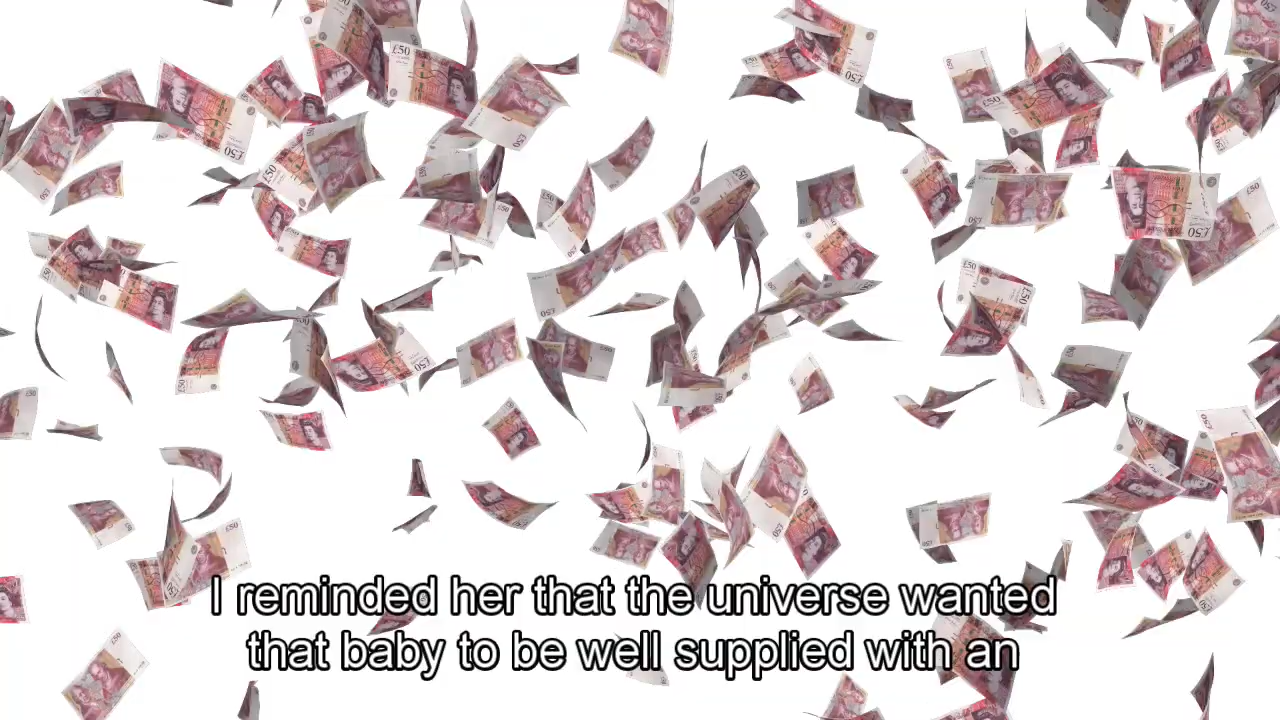 I reminded her that the universe wanted
that baby to be well supplied with an